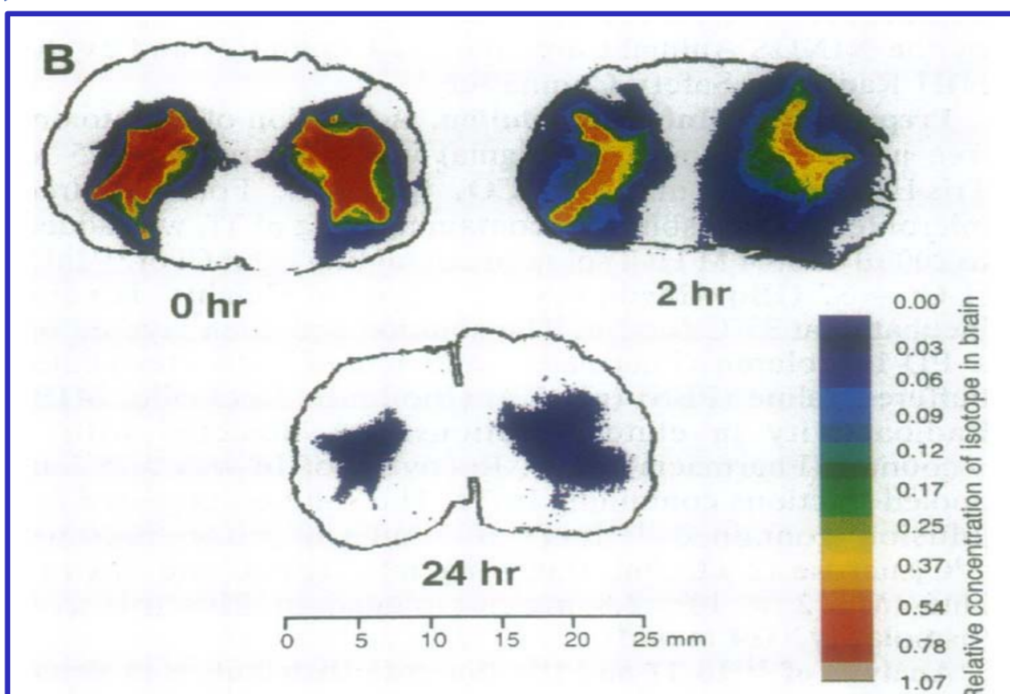 B
0 hr
2 hr
24 hr
0 5 10 15 20 25 mm
0.00
0.03
0.06
0.09
0.12
0.17
0.25
0.37
0.54
0.78
1.07
Relative concentration of isotope in brain